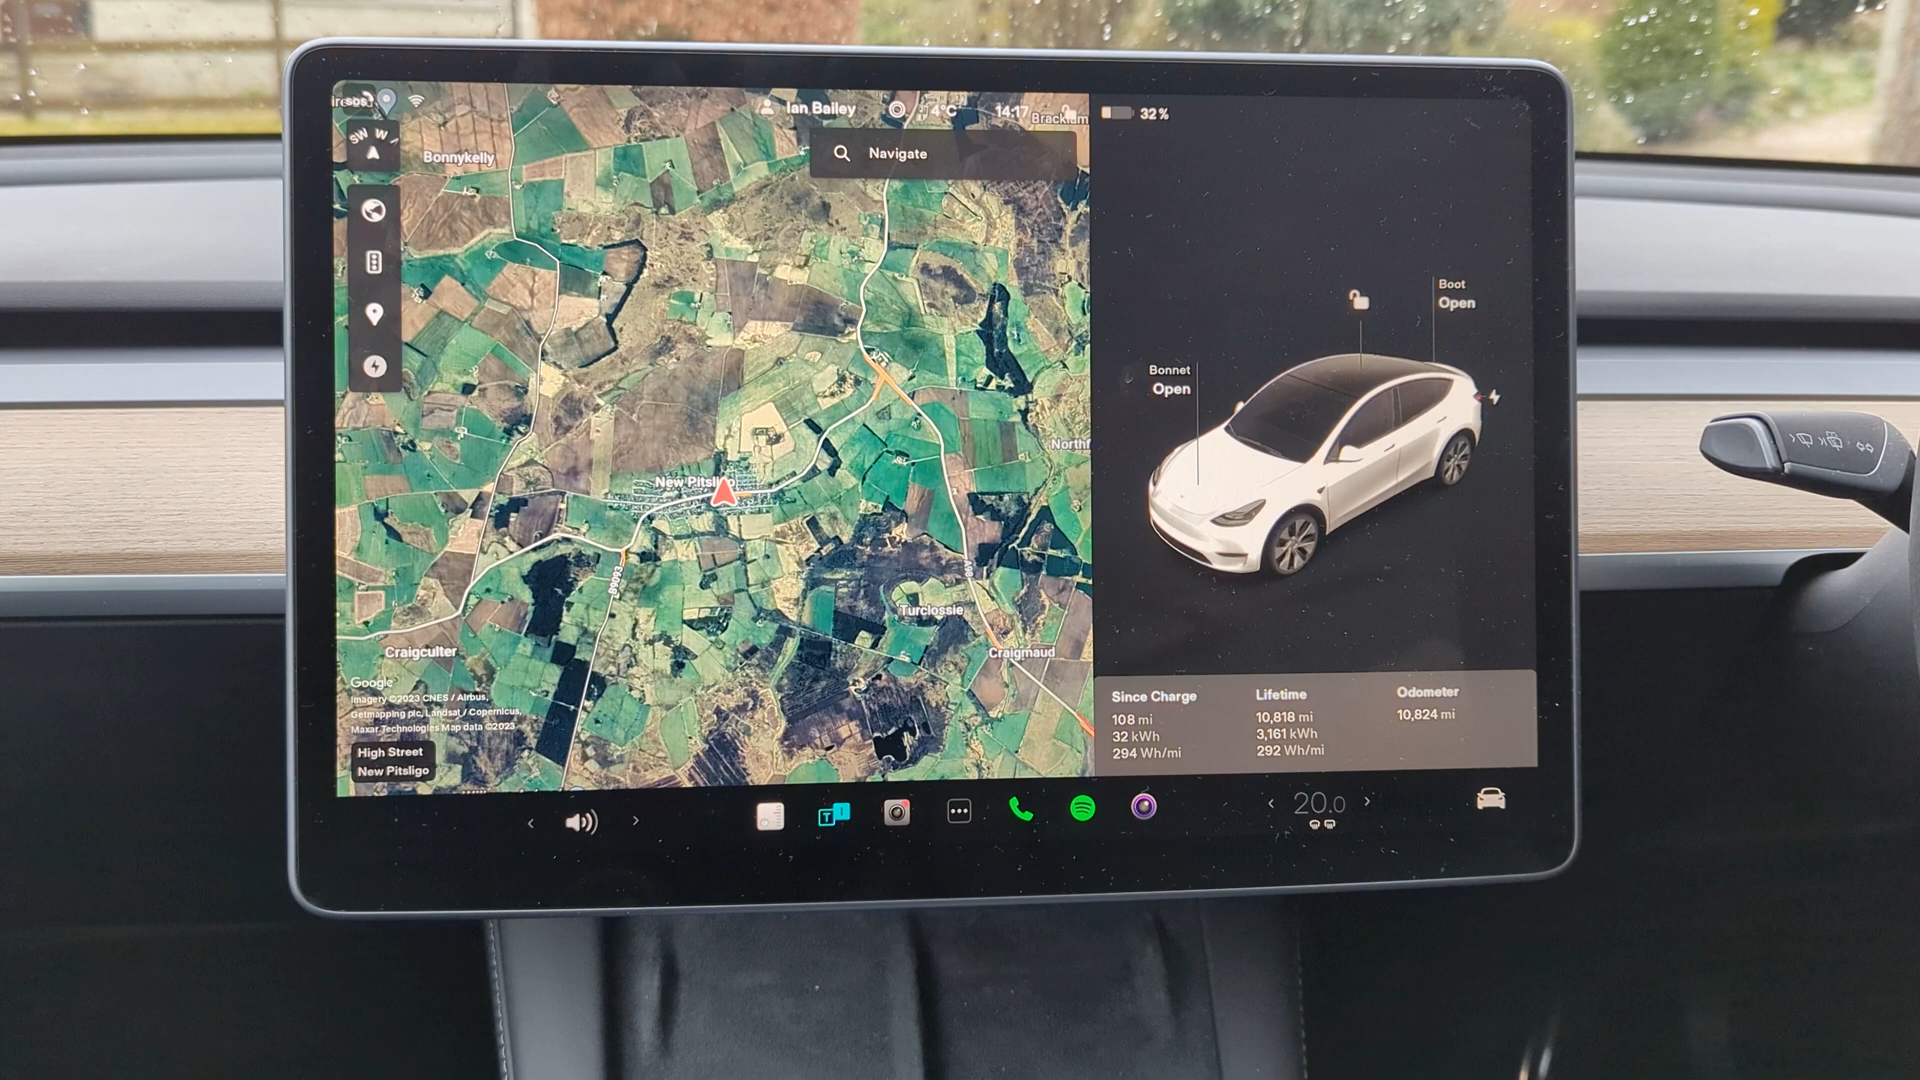 sos
Ian Bailey
4°C
14:17
32 %
SW W
Bonnykelly
Navigate
Boot
Open
Bonnet
Open
New Pitsligo
B9093
Turclossie
Craigculter
Craigmaud
Google
Imagery ©2023 CNES / Airbus,
Getmapping plc, Landsat / Copernicus,
Maxar Technologies Map data ©2023
High Street
New Pitsligo
Since Charge
108 mi
32 kWh
294 Wh/mi
Lifetime
10,818 mi
3,161 kWh
292 Wh/mi
Odometer
10,824 mi
T
20.0